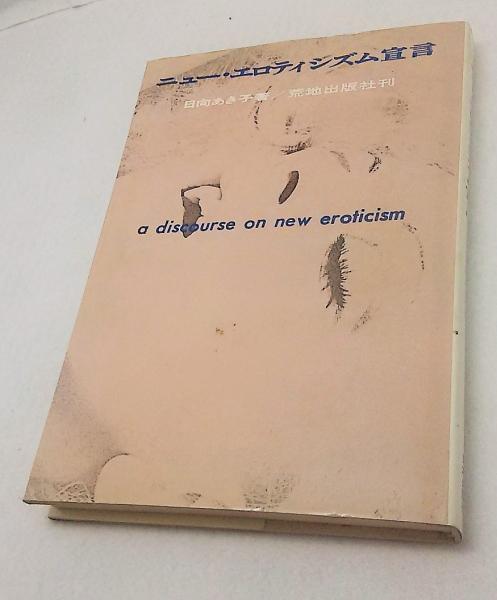 ニュー・エロティシズム宣言
日向あき子著／荒地出版社刊
a discourse on new eroticism